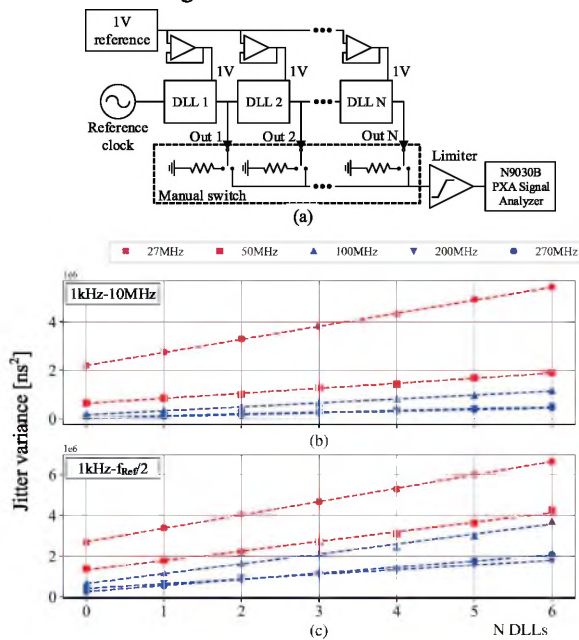 1V
reference
1V
1V
1V
DLL 1
DLL 2
DLL N
Reference
clock
Out 1
Out 2
Out N
Limiter
N9030B
PXA Signal
Analyzer
Manual switch
(a)
27MHz 50MHz 100MHz 200MHz 270MHz
1e6
1kHz-10MHz
4
2
0
(b)
Jitter variance [ns²]
1e6
1kHz-fRef/2
6
4
2
0
0 1 2 3 4 5 6
(c)
N DLLs